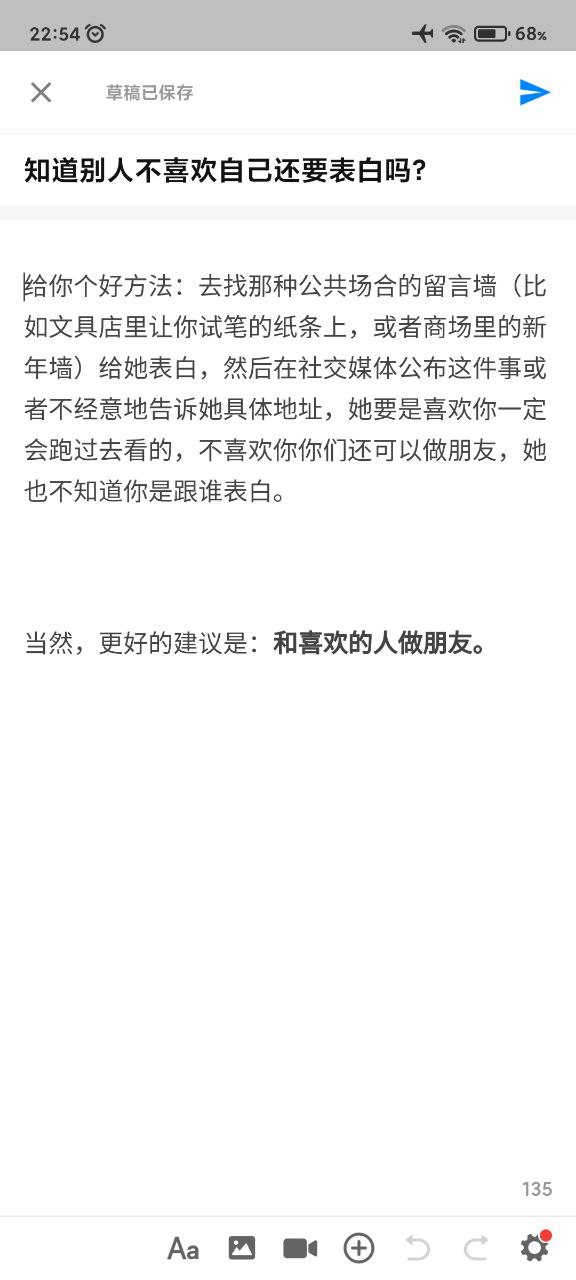 22:54
68%
草稿已保存
知道别人不喜欢自己还要表白吗?
给你个好方法：去找那种公共场合的留言墙（比
如文具店里让你试笔的纸条上，或者商场里的新
年墙）给她表白，然后在社交媒体公布这件事或
者不经意地告诉她具体地址，她要是喜欢你一定
会跑过去看的，不喜欢你你们还可以做朋友，她
也不知道你是跟谁表白。
当然，更好的建议是：和喜欢的人做朋友。
135
Aa